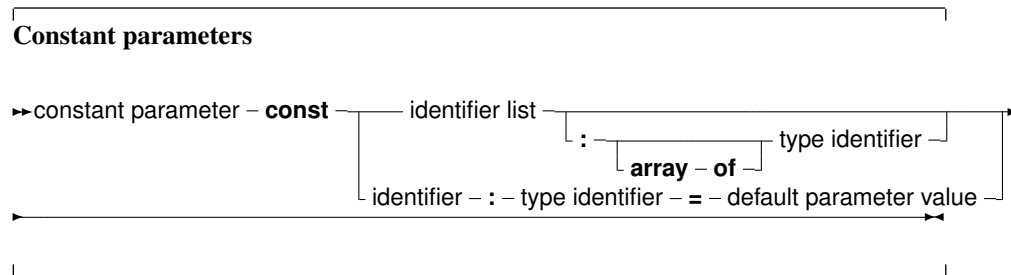 Constant parameters
constant parameter – const – identifier list –
: – type identifier –
array – of –
identifier – : – type identifier – = – default parameter value –